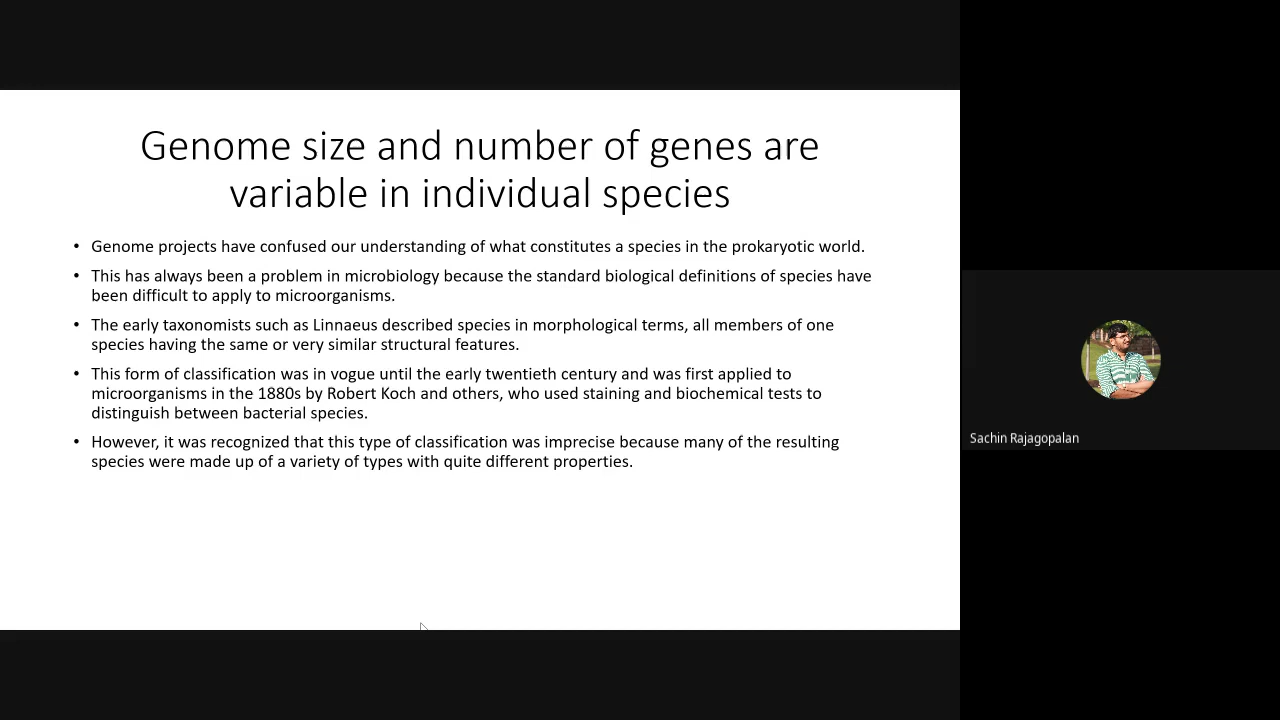 Genome size and number of genes are
variable in individual species
• Genome projects have confused our understanding of what constitutes a species in the prokaryotic world.
• This has always been a problem in microbiology because the standard biological definitions of species have
been difficult to apply to microorganisms.
• The early taxonomists such as Linnaeus described species in morphological terms, all members of one
species having the same or very similar structural features.
• This form of classification was in vogue until the early twentieth century and was first applied to
microorganisms in the 1880s by Robert Koch and others, who used staining and biochemical tests to
distinguish between bacterial species.
• However, it was recognized that this type of classification was imprecise because many of the resulting
species were made up of a variety of types with quite different properties.
Sachin Rajagopalan